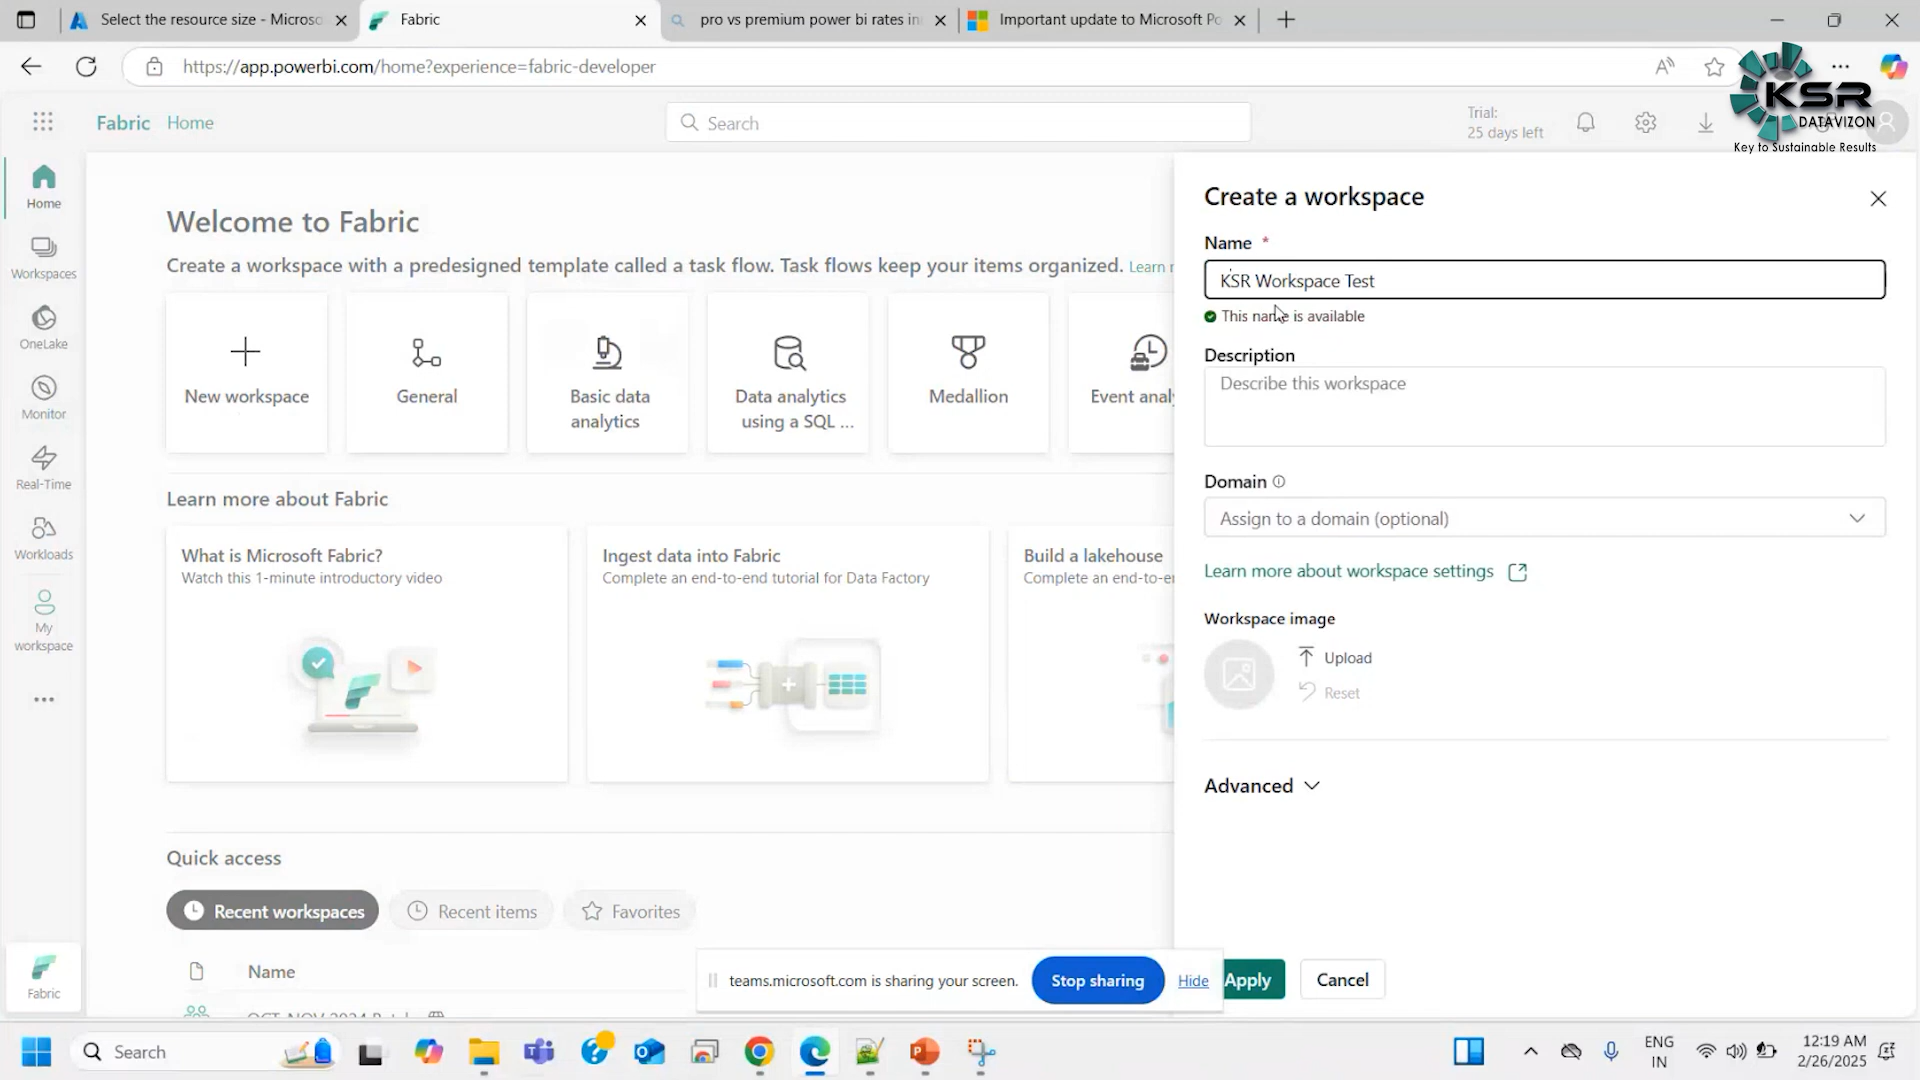 Select the resource size - Microso
Fabric
pro vs premium power bi rates in
Important update to Microsoft Po
https://app.powerbi.com/home?experience=fabric-developer
KSR
DATAVIZON
Key to Sustainable Results
Fabric Home
Search
Trial:
25 days left
Home
Workspaces
OneLake
Monitor
Real-Time
Workloads
My
workspace
Fabric
Welcome to Fabric
Create a workspace with a predesigned template called a task flow. Task flows keep your items organized. Learn
New workspace
General
Basic data
analytics
Data analytics
using a SQL ...
Medallion
Event anal
Learn more about Fabric
What is Microsoft Fabric?
Watch this 1-minute introductory video
Ingest data into Fabric
Complete an end-to-end tutorial for Data Factory
Build a lakehouse
Complete an end-to-e
Quick access
Recent workspaces
Recent items
Favorites
Name
Create a workspace
Name *
KSR Workspace Test
This name is available
Description
Describe this workspace
Domain
Assign to a domain (optional)
Learn more about workspace settings
Workspace image
Upload
Reset
Advanced
Apply
Cancel
teams.microsoft.com is sharing your screen.
Stop sharing
Hide
Search
ENG
IN
12:19 AM
2/26/2025